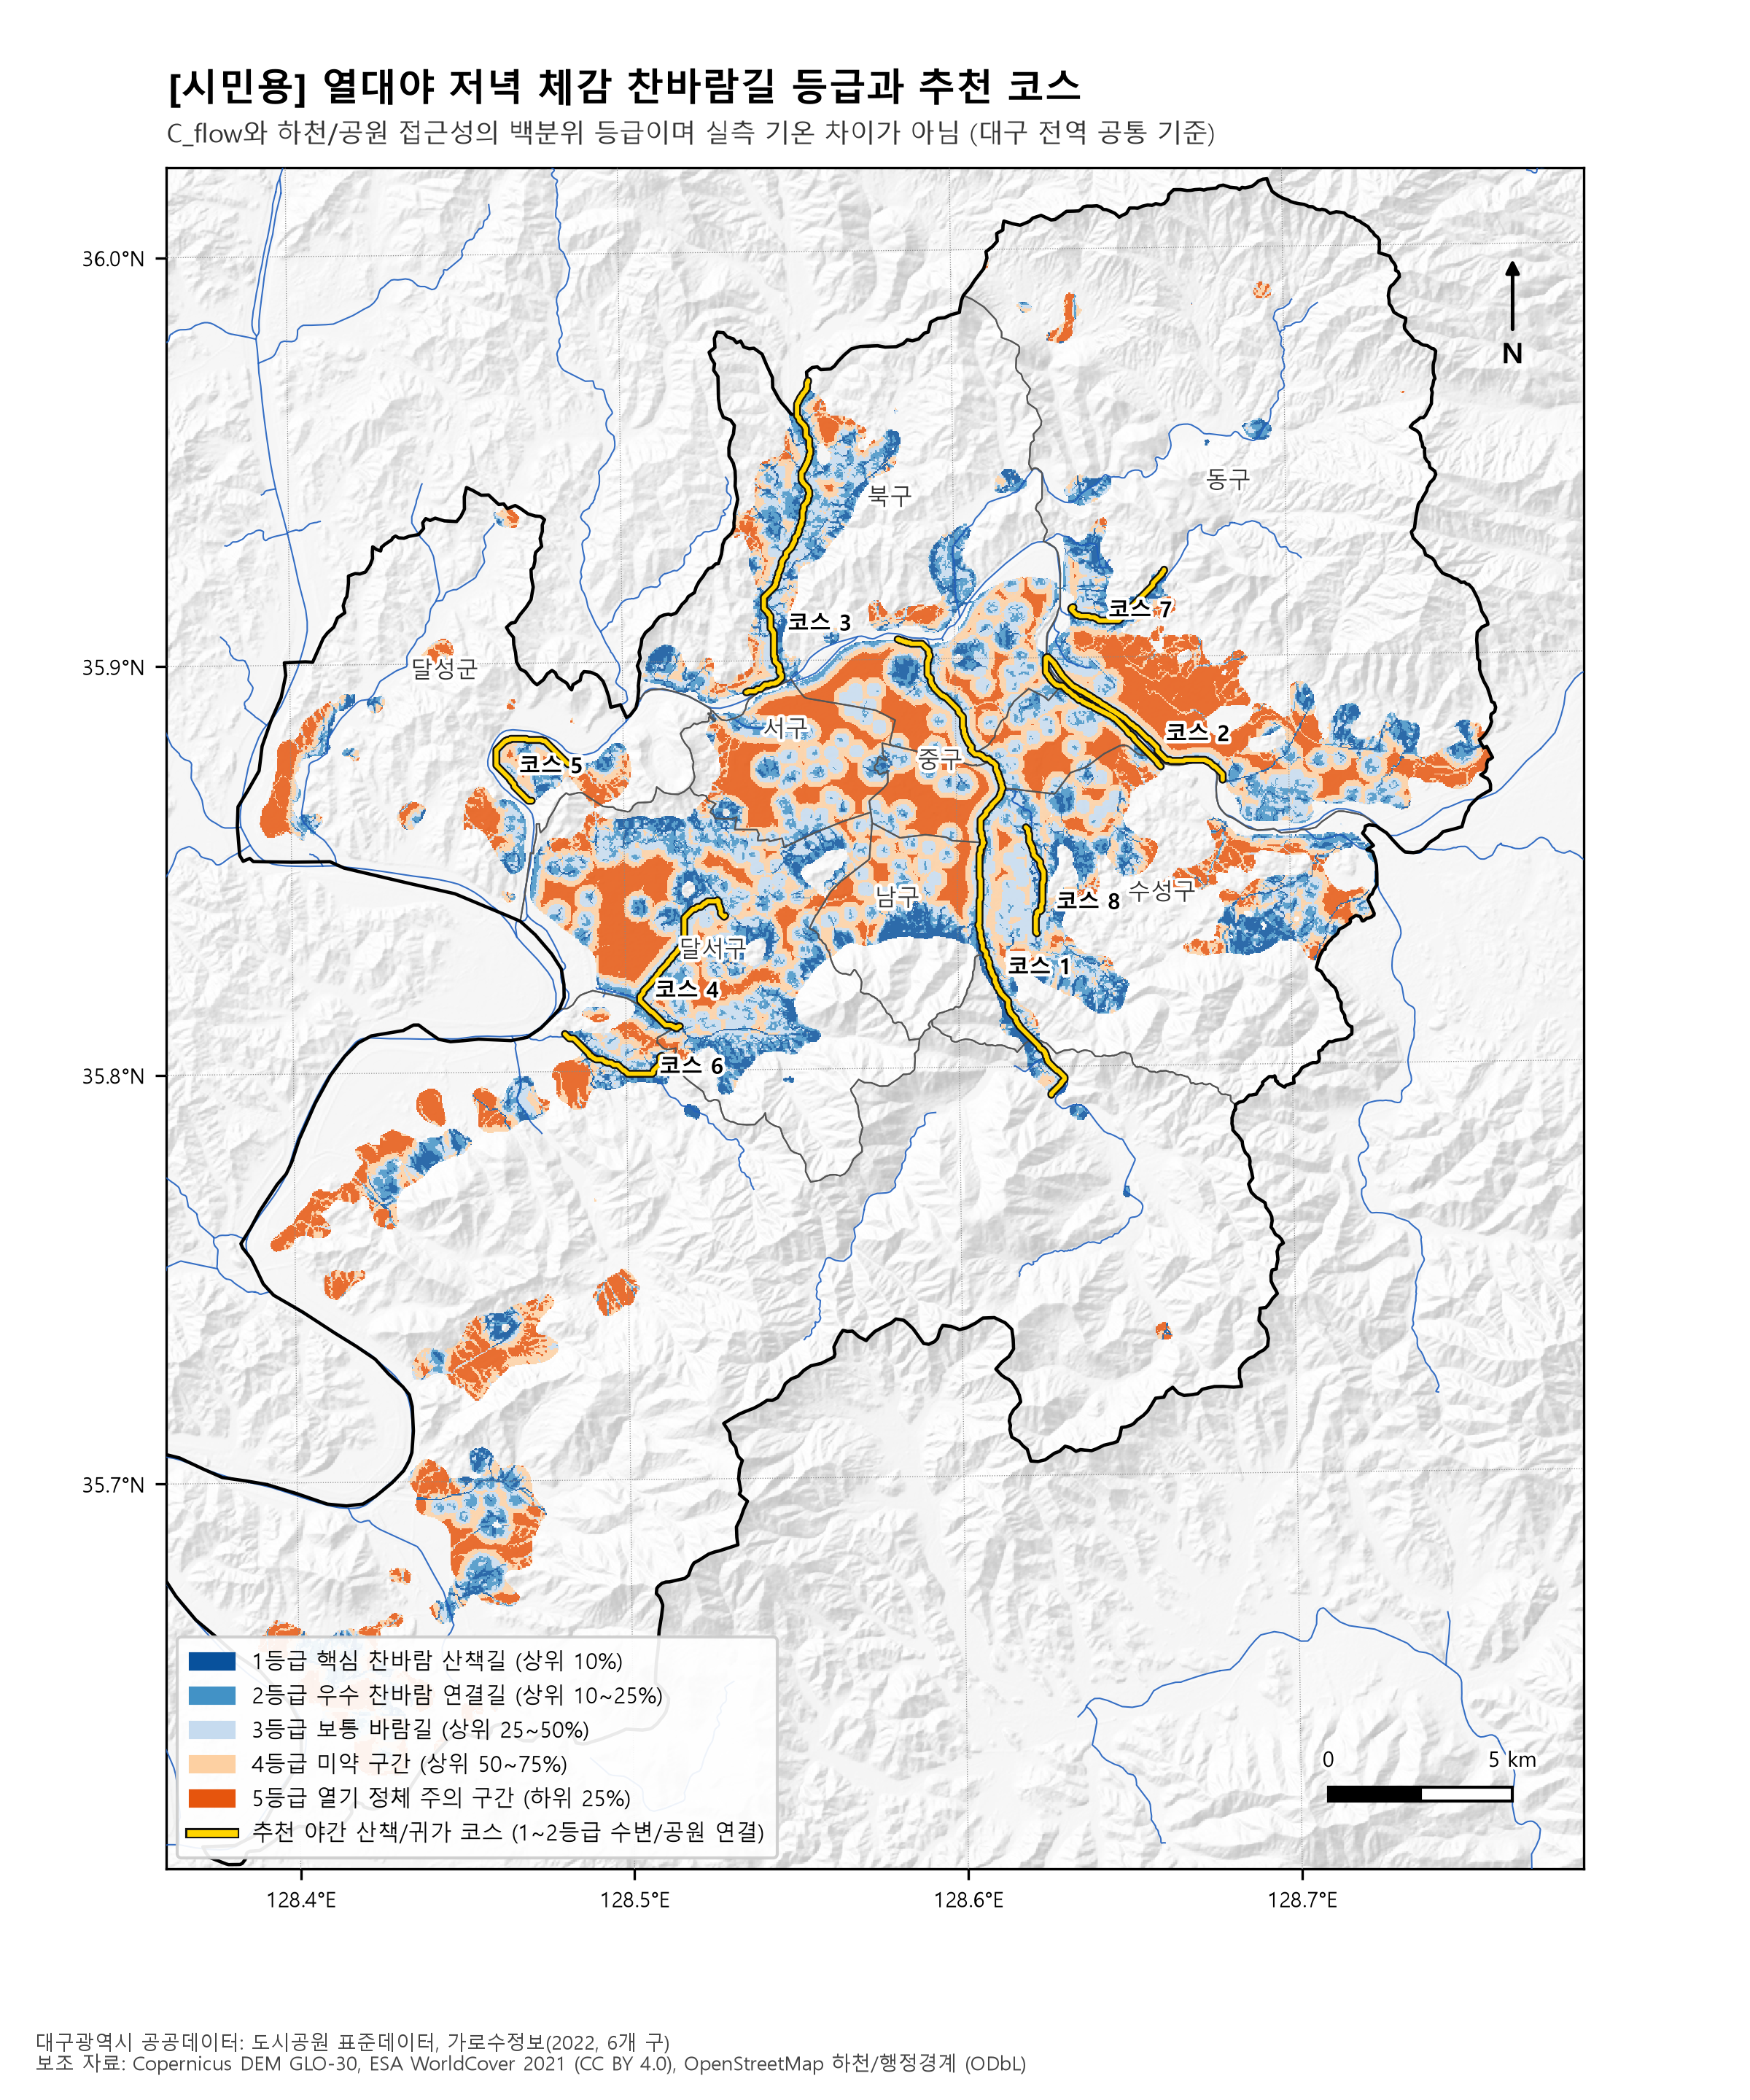 [시민용] 열대야 저녁 체감 찬바람길 등급과 추천 코스
C_flow와 하천/공원 접근성의 백분위 등급이며 실측 기온 차이가 아님 (대구 전역 공통 기준)
36.0°N
N
동구
북구
코스 7
코스 3
35.9°N
달성군
서구
코스 2
중구
코스 5
수성구
남구
코스 8
달서구
코스 1
코스 4
코스 6
35.8°N
35.7°N
1등급 핵심 찬바람 산책길 (상위 10%)
2등급 우수 찬바람 연결길 (상위 10~25%)
3등급 보통 바람길 (상위 25~50%)
4등급 미약 구간 (상위 50~75%)
5등급 열기 정체 주의 구간 (하위 25%)
추천 야간 산책/귀가 코스 (1~2등급 수변/공원 연결)
0 5 km
128.4°E 128.5°E 128.6°E 128.7°E
대구광역시 공공데이터: 도시공원 표준데이터, 가로수정보(2022, 6개 구)
보조 자료: Copernicus DEM GLO-30, ESA WorldCover 2021 (CC BY 4.0), OpenStreetMap 하천/행정경계 (ODbL)